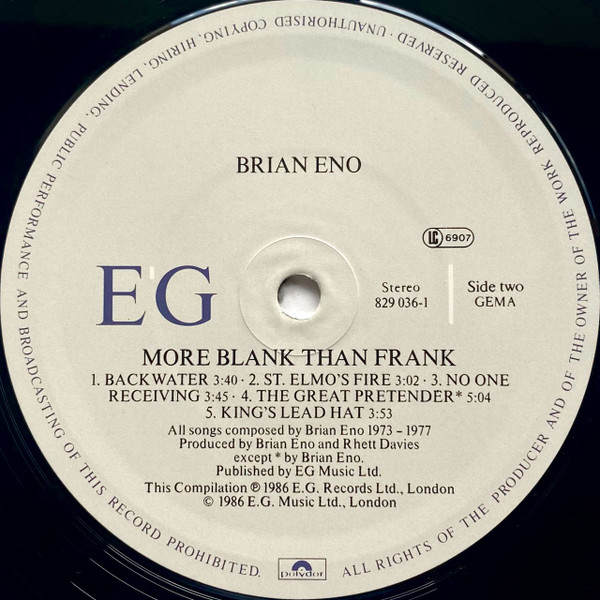 BRIAN ENO
LC 6907
EG
Stereo
829 036-1
Side two
GEMA
MORE BLANK THAN FRANK
1. BACKWATER 3:40 · 2. ST. ELMO'S FIRE 3:02 · 3. NO ONE
RECEIVING 3:45 · 4. THE GREAT PRETENDER* 5:04
5. KING'S LEAD HAT 3:53
All songs composed by Brian Eno 1973 – 1977
Produced by Brian Eno and Rhett Davies
except * by Brian Eno.
Published by EG Music Ltd.
This Compilation ℗ 1986 E.G. Records Ltd., London
© 1986 E.G. Music Ltd., London
polydor
ALL RIGHTS OF THE PRODUCER AND OF THE OWNER OF THE WORK REPRODUCED RESERVED · UNAUTHORISED COPYING, HIRING, LENDING, PUBLIC PERFORMANCE AND BROADCASTING OF THIS RECORD PROHIBITED.